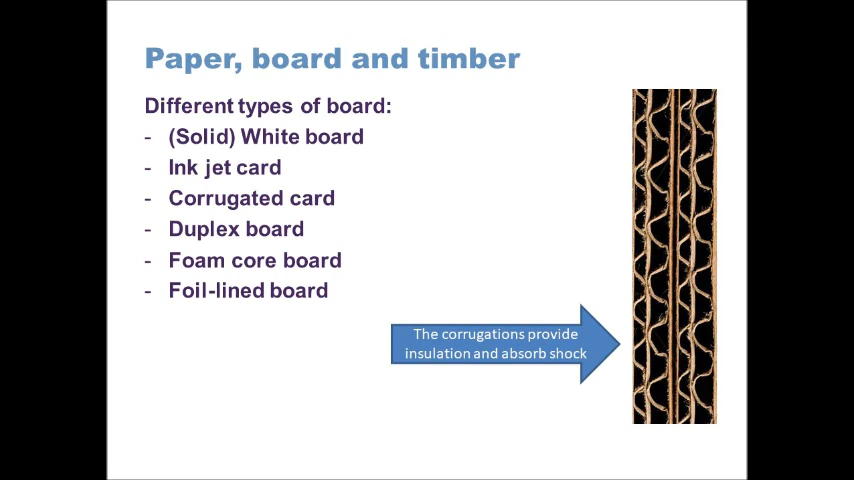 Paper, board and timber
Different types of board:
- (Solid) White board
- Ink jet card
- Corrugated card
- Duplex board
- Foam core board
- Foil-lined board
The corrugations provide
insulation and absorb shock